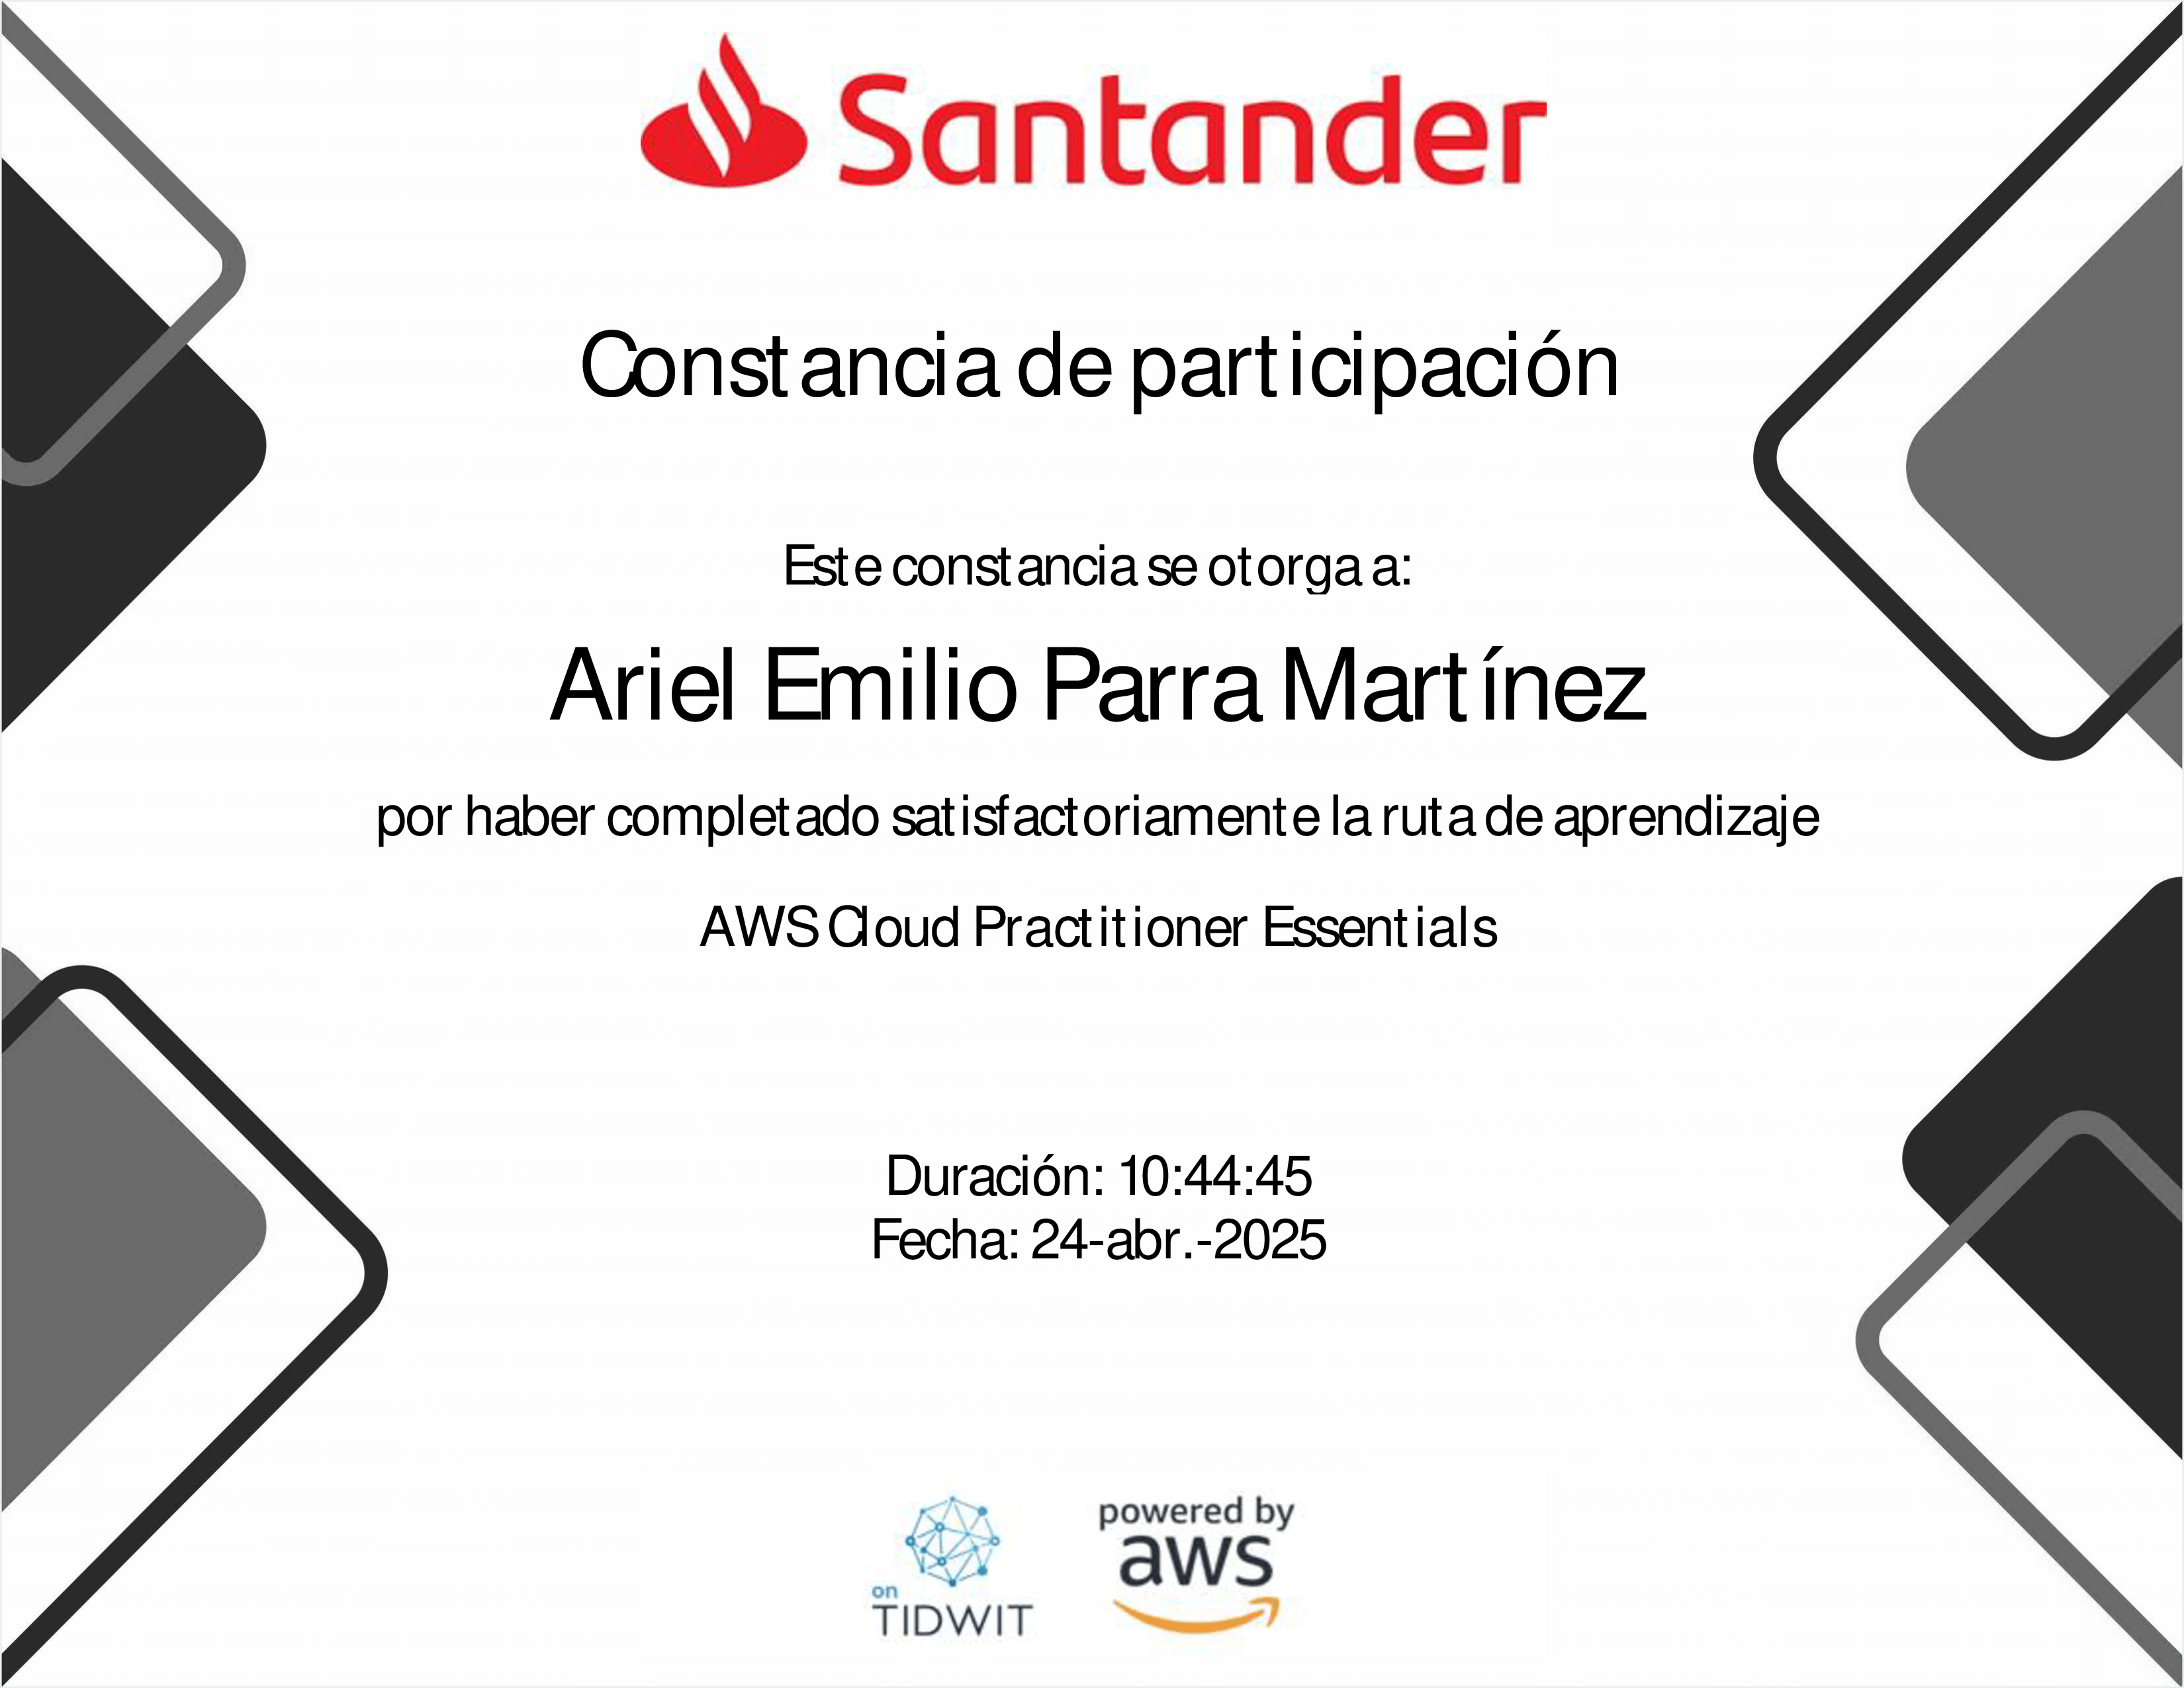 Santander
Constancia de participación
Este constancia se otorga a:
Ariel Emilio Parra Martínez
por haber completado satisfactoriamente la ruta de aprendizaje
AWS Cloud Practitioner Essentials
Duración: 10:44:45
Fecha: 24-abr.-2025
on
TIDWIT
powered by
aws